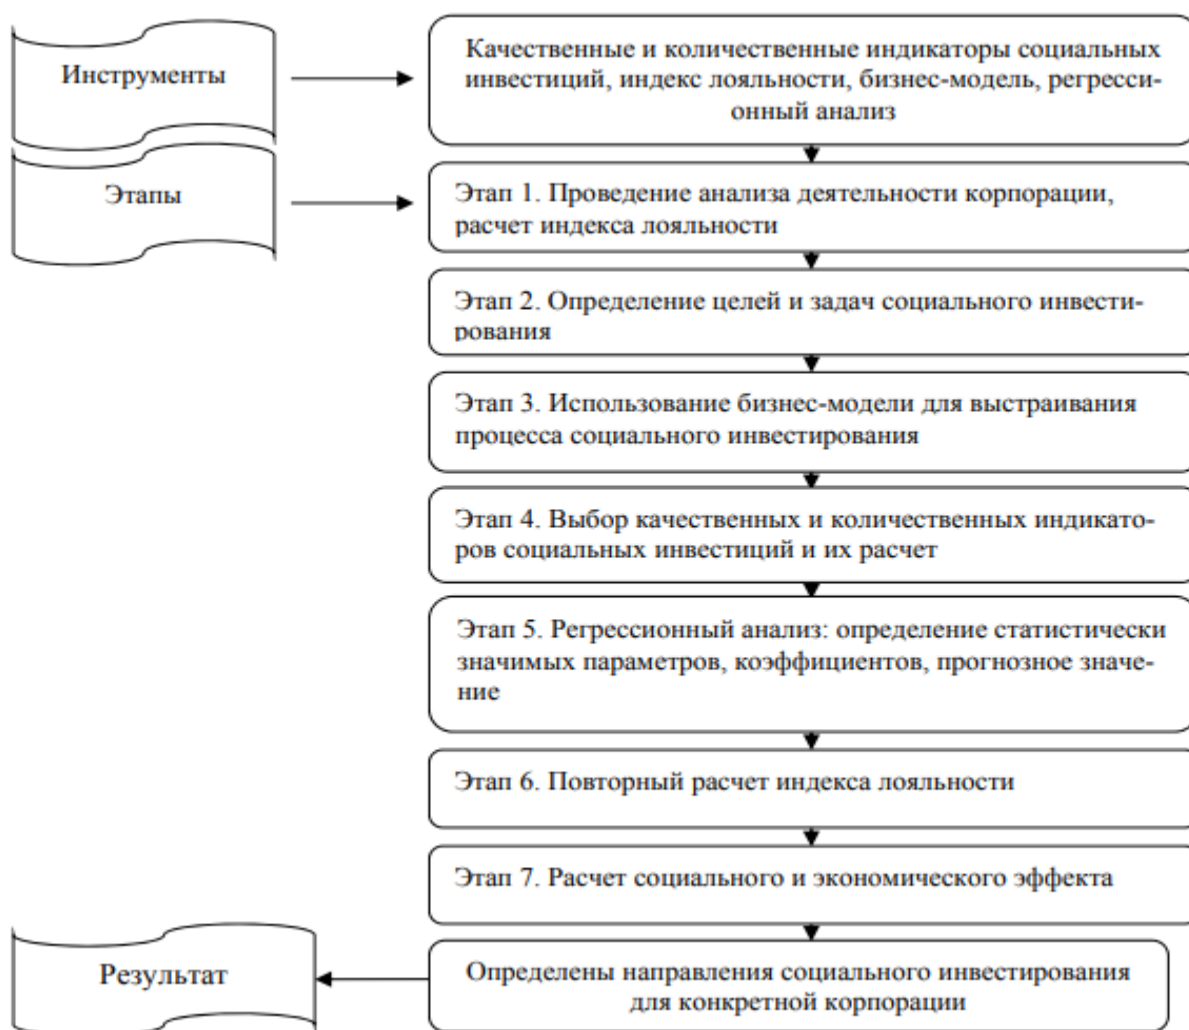 Инструменты
Качественные и количественные индикаторы социальных
инвестиций, индекс лояльности, бизнес-модель, регресси-
онный анализ
Этапы
Этап 1. Проведение анализа деятельности корпорации,
расчет индекса лояльности
Этап 2. Определение целей и задач социального инвести-
рования
Этап 3. Использование бизнес-модели для выстраивания
процесса социального инвестирования
Этап 4. Выбор качественных и количественных индикато-
ров социальных инвестиций и их расчет
Этап 5. Регрессионный анализ: определение статистически
значимых параметров, коэффициентов, прогнозное значе-
ние
Этап 6. Повторный расчет индекса лояльности
Этап 7. Расчет социального и экономического эффекта
Результат
Определены направления социального инвестирования
для конкретной корпорации